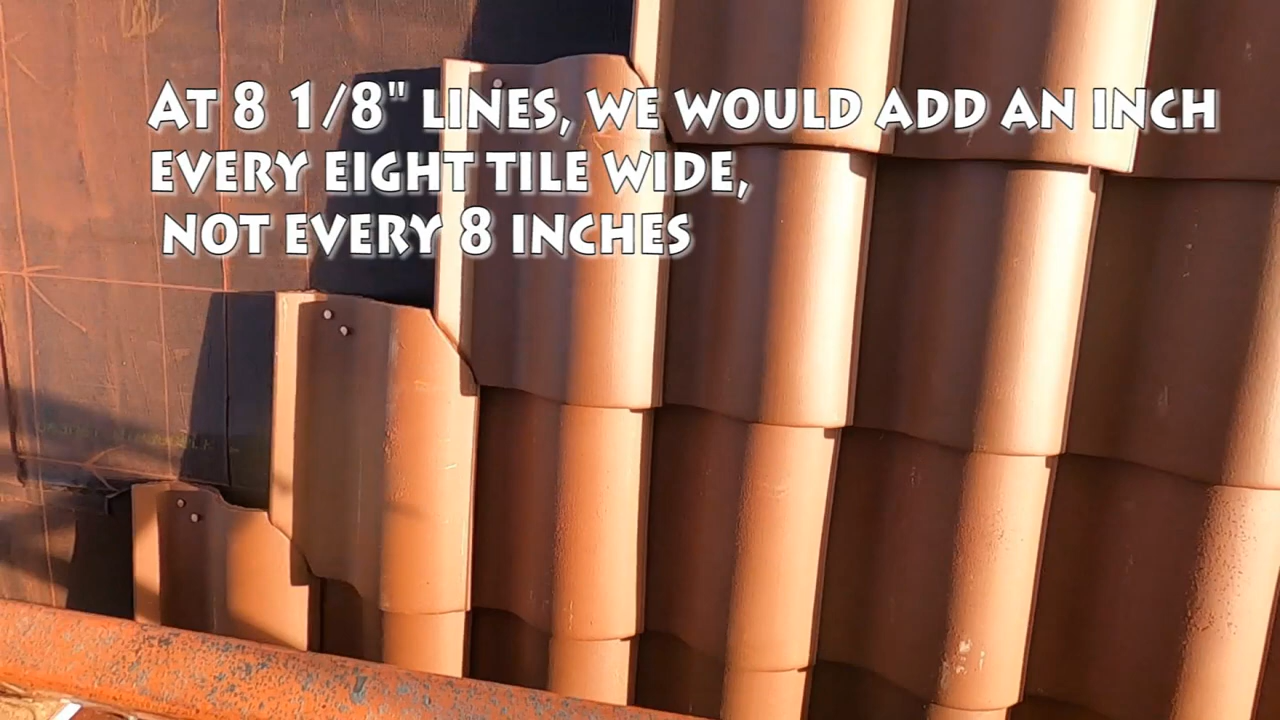 At 8 1/8" lines, we would add an inch
every eight tile wide,
not every 8 inches